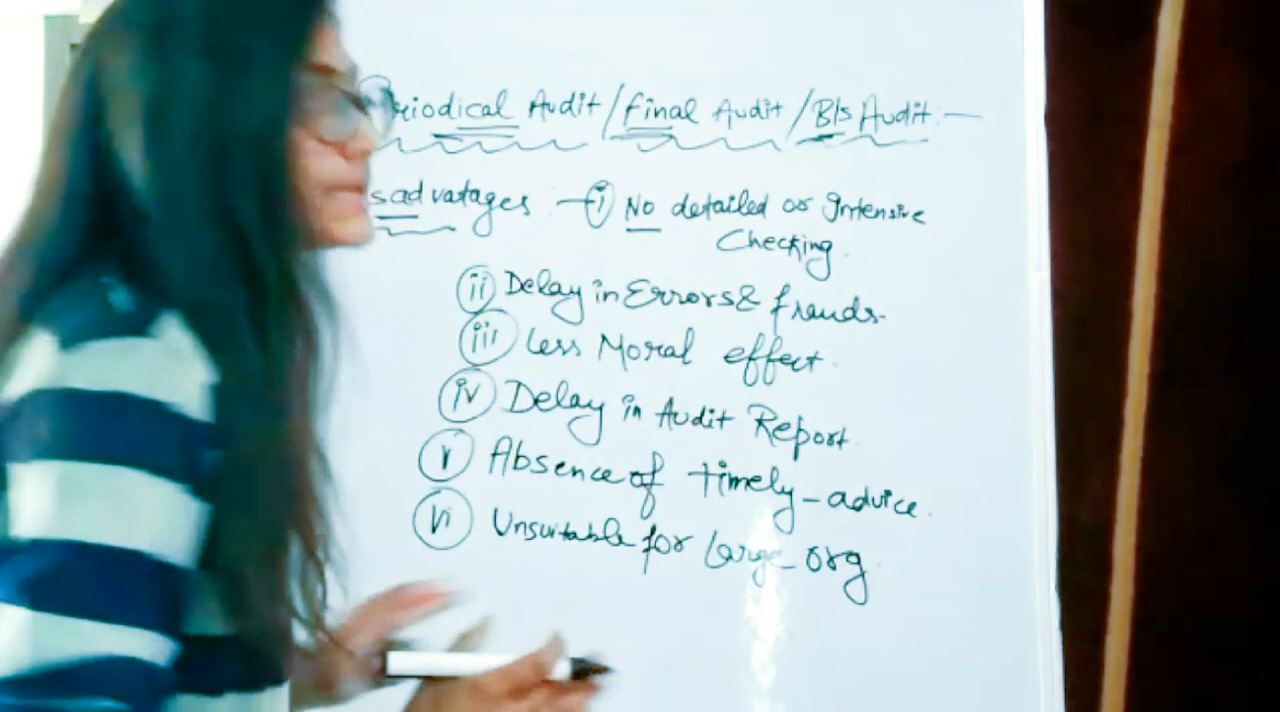 Periodical Audit / final Audit / B/s Audit :-
sadvatages - (i) No detailed or Intensive
Checking.
(ii) Delay in Errors & frauds.
(iii) Less Moral effect.
(iv) Delay in Audit Report.
(v) Absence of timely-advice.
(vi) Unsuitable for large org.